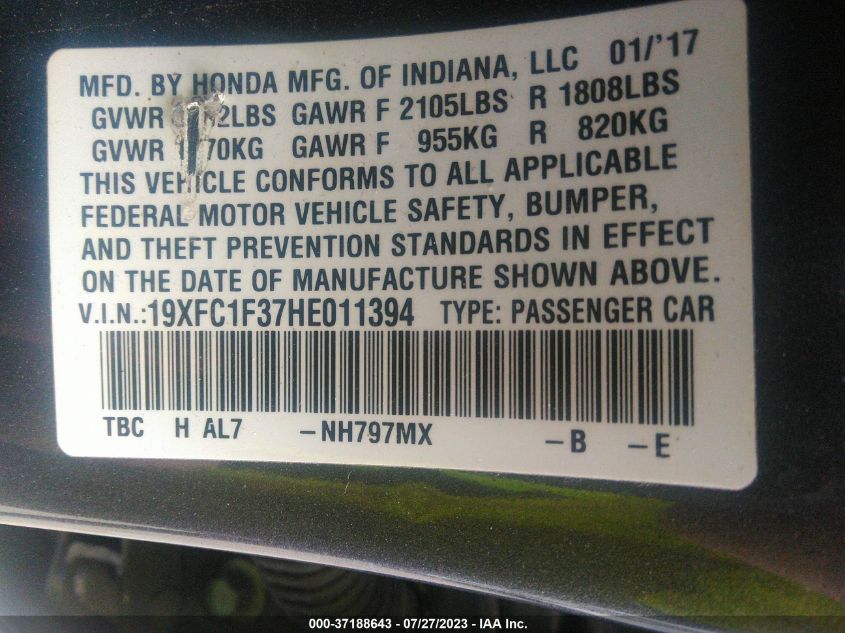 MFD. BY HONDA MFG. OF INDIANA, LLC 01/'17
GVWR GAWR F 2105LBS R 1808LBS
GVWR GAWR F 955KG R 820KG
THIS VEHICLE CONFORMS TO ALL APPLICABLE
FEDERAL MOTOR VEHICLE SAFETY, BUMPER,
AND THEFT PREVENTION STANDARDS IN EFFECT
ON THE DATE OF MANUFACTURE SHOWN ABOVE.
V.I.N.:19XFC1F37HE011394 TYPE: PASSENGER CAR
TBC H AL7 -NH797MX -B -E
000-37188643 / 07/27/2023 - IAA Inc.